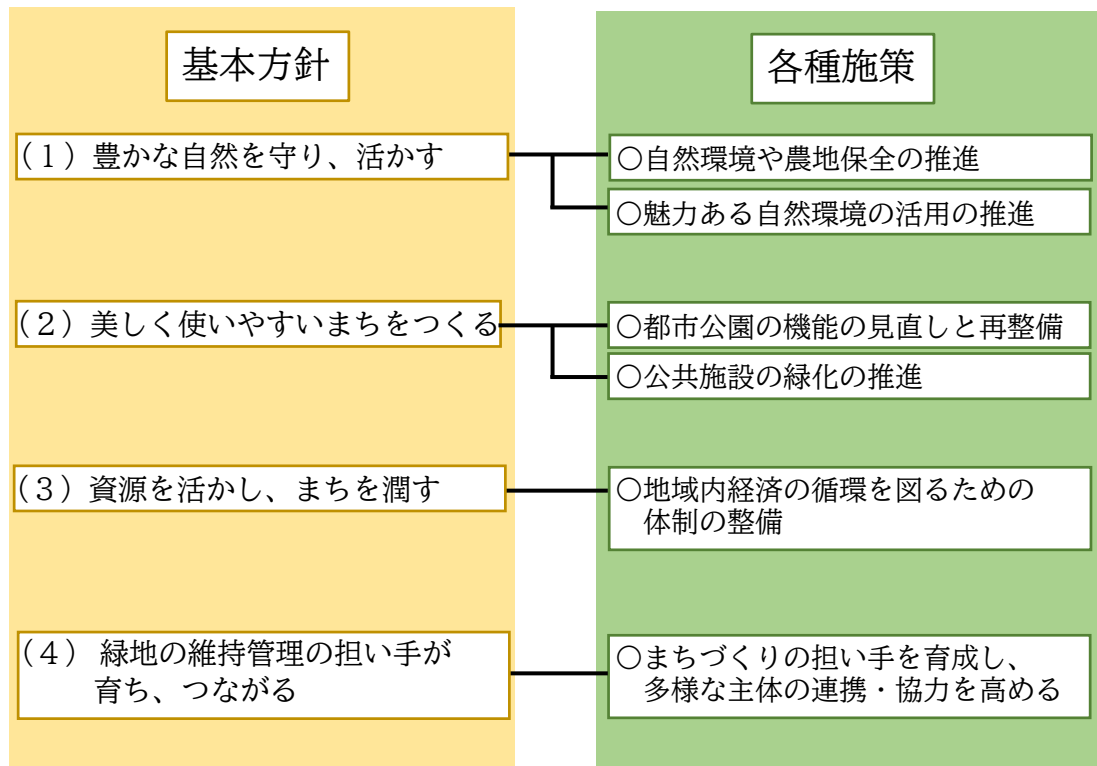 基本方針
各種施策
（１）豊かな自然を守り、活かす
○自然環境や農地保全の推進
○魅力ある自然環境の活用の推進
（２）美しく使いやすいまちをつくる
○都市公園の機能の見直しと再整備
○公共施設の緑化の推進
（３）資源を活かし、まちを潤す
○地域内経済の循環を図るための
体制の整備
（４） 緑地の維持管理の担い手が
育ち、つながる
○まちづくりの担い手を育成し、
多様な主体の連携・協力を高める